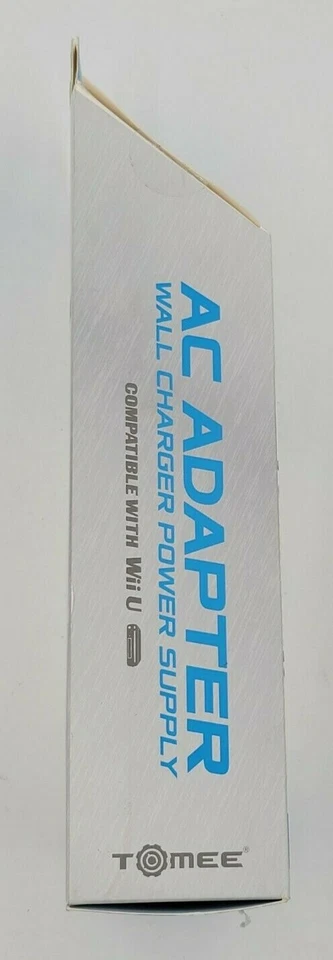 AC ADAPTER
WALL CHARGER POWER SUPPLY
COMPATIBLE WITH Wii U
TOMEE®